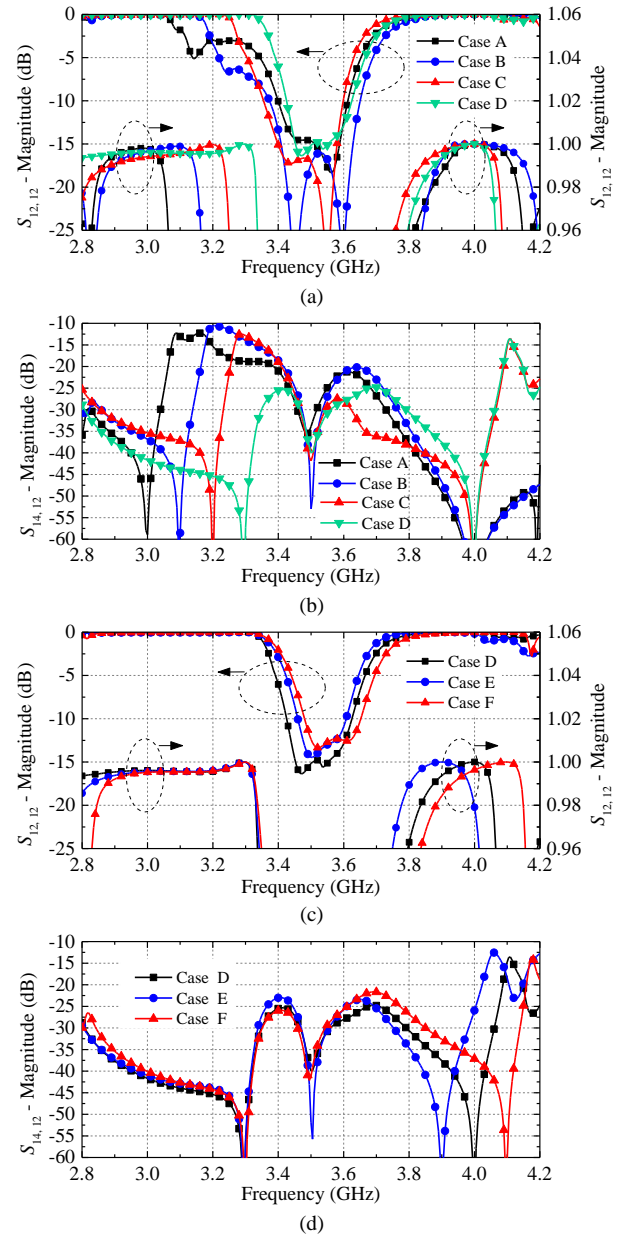 0
-5
-10
-15
-20
-25
S12, 12 - Magnitude (dB)
1.06
1.04
1.02
1.00
0.98
0.96
S12, 12 - Magnitude
Case A
Case B
Case C
Case D
2.8 3.0 3.2 3.4 3.6 3.8 4.0 4.2
Frequency (GHz)
(a)
-10
-15
-20
-25
-30
-35
-40
-45
-50
-55
-60
S14, 12 - Magnitude (dB)
Case A
Case B
Case C
Case D
2.8 3.0 3.2 3.4 3.6 3.8 4.0 4.2
Frequency (GHz)
(b)
0
-5
-10
-15
-20
-25
S12, 12 - Magnitude (dB)
1.06
1.04
1.02
1.00
0.98
0.96
S12, 12 - Magnitude
Case D
Case E
Case F
2.8 3.0 3.2 3.4 3.6 3.8 4.0 4.2
Frequency (GHz)
(c)
-10
-15
-20
-25
-30
-35
-40
-45
-50
-55
-60
S14, 12 - Magnitude (dB)
Case D
Case E
Case F
2.8 3.0 3.2 3.4 3.6 3.8 4.0 4.2
Frequency (GHz)
(d)